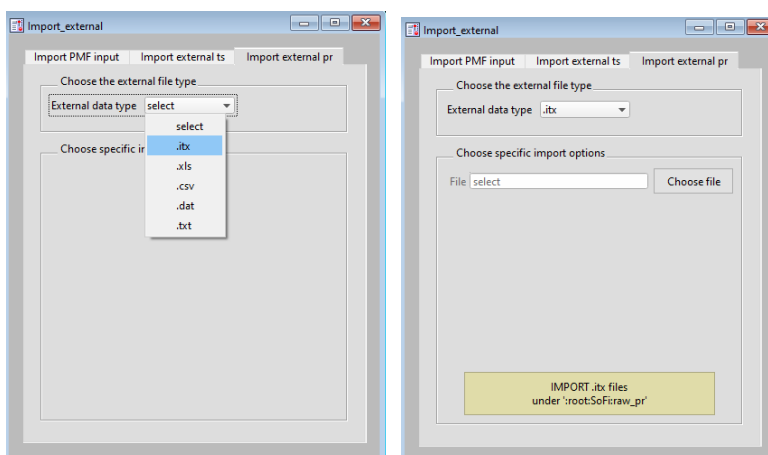 Import_external
Import PMF input Import external ts Import external pr
Choose the external file type
External data type select
select
.itx
.xls
.csv
.dat
.txt
Choose specific in
Import_external
Import PMF input Import external ts Import external pr
Choose the external file type
External data type .itx
Choose specific import options
File select Choose file
IMPORT .itx files
under ':root:SoFi:raw_pr'